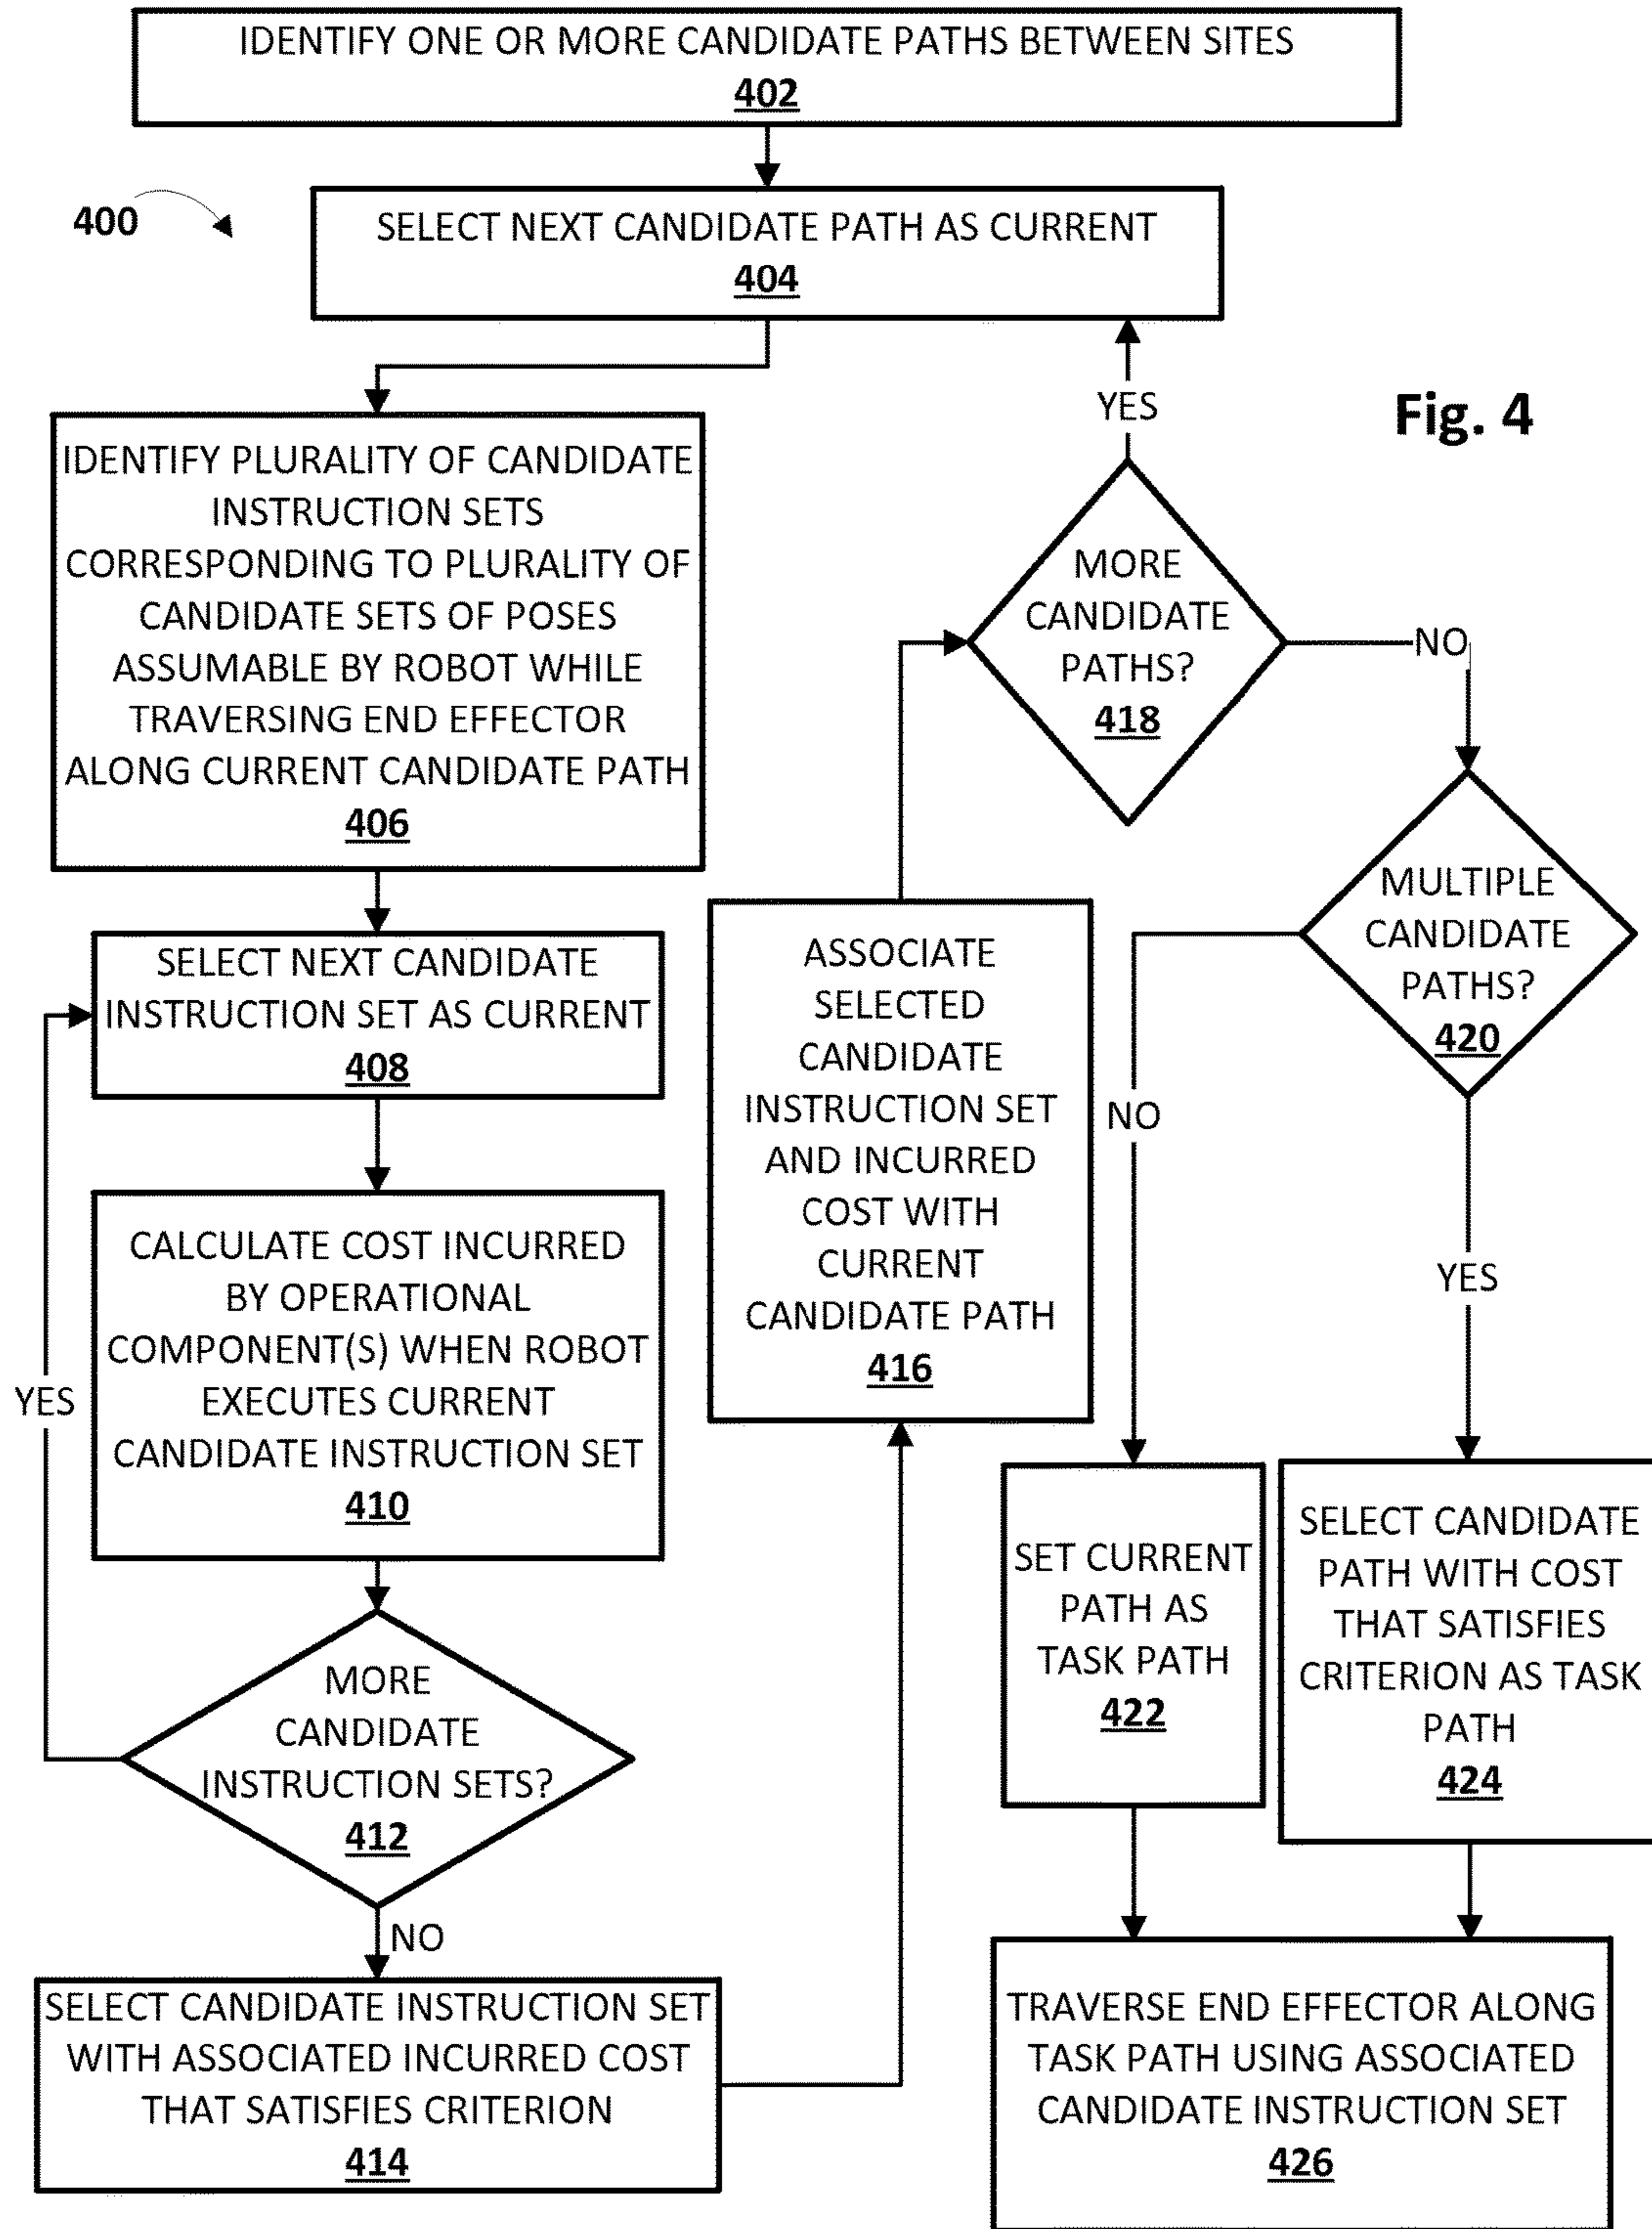 IDENTIFY ONE OR MORE CANDIDATE PATHS BETWEEN SITES
402
400
SELECT NEXT CANDIDATE PATH AS CURRENT
404
Fig. 4
IDENTIFY PLURALITY OF CANDIDATE
INSTRUCTION SETS
CORRESPONDING TO PLURALITY OF
CANDIDATE SETS OF POSES
ASSUMABLE BY ROBOT WHILE
TRAVERSING END EFFECTOR
ALONG CURRENT CANDIDATE PATH
406
SELECT NEXT CANDIDATE
INSTRUCTION SET AS CURRENT
408
CALCULATE COST INCURRED
BY OPERATIONAL
COMPONENT(S) WHEN ROBOT
EXECUTES CURRENT
CANDIDATE INSTRUCTION SET
410
YES
MORE
CANDIDATE
INSTRUCTION SETS?
412
NO
SELECT CANDIDATE INSTRUCTION SET
WITH ASSOCIATED INCURRED COST
THAT SATISFIES CRITERION
414
ASSOCIATE
SELECTED
CANDIDATE
INSTRUCTION SET
AND INCURRED
COST WITH
CURRENT
CANDIDATE PATH
416
YES
MORE
CANDIDATE
PATHS?
418
NO
MULTIPLE
CANDIDATE
PATHS?
420
NO
YES
SET CURRENT
PATH AS
TASK PATH
422
SELECT CANDIDATE
PATH WITH COST
THAT SATISFIES
CRITERION AS TASK
PATH
424
TRAVERSE END EFFECTOR ALONG
TASK PATH USING ASSOCIATED
CANDIDATE INSTRUCTION SET
426